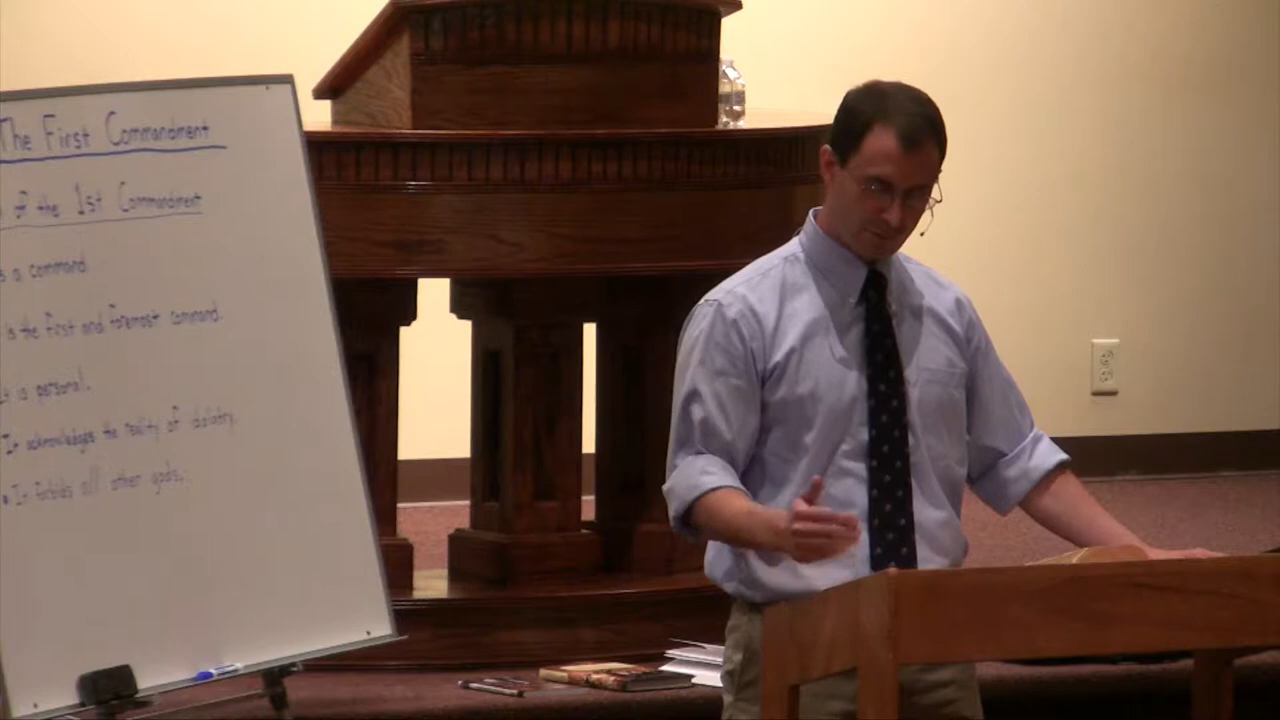 The First Commandment
of the 1st Commandment
s a command
is the first and foremost command.
It is personal.
It acknowledges the reality of idolatry.
• It forbids all other gods.